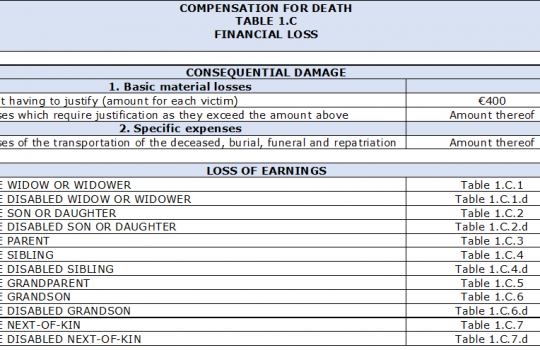 COMPENSATION FOR DEATH
TABLE 1.C
FINANCIAL LOSS
CONSEQUENTIAL DAMAGE
1. Basic material losses
t having to justify (amount for each victim) €400
ses which require justification as they exceed the amount above Amount thereof
2. Specific expenses
ses of the transportation of the deceased, burial, funeral and repatriation Amount thereof
LOSS OF EARNINGS
E WIDOW OR WIDOWER Table 1.C.1
E DISABLED WIDOW OR WIDOWER Table 1.C.1.d
E SON OR DAUGHTER Table 1.C.2
E DISABLED SON OR DAUGHTER Table 1.C.2.d
E PARENT Table 1.C.3
E SIBLING Table 1.C.4
E DISABLED SIBLING Table 1.C.4.d
E GRANDPARENT Table 1.C.5
E GRANDSON Table 1.C.6
E DISABLED GRANDSON Table 1.C.6.d
E NEXT-OF-KIN Table 1.C.7
E DISABLED NEXT-OF-KIN Table 1.C.7.d